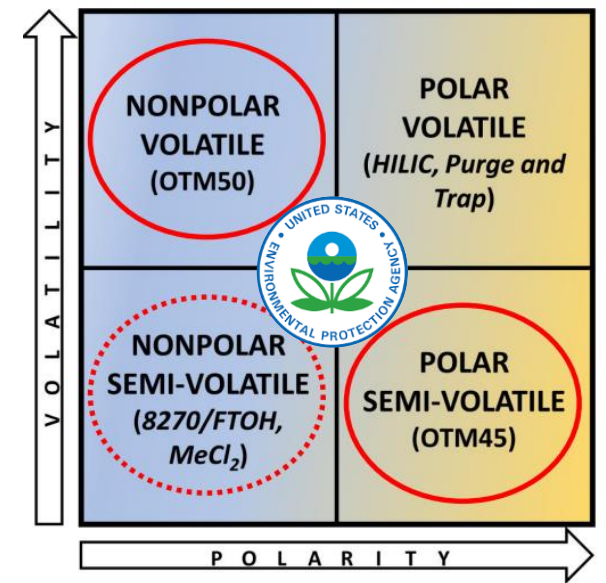 NONPOLAR
VOLATILE
(OTM50)
POLAR
VOLATILE
(HILIC, Purge and
Trap)
UNITED STATES
ENVIRONMENTAL PROTECTION AGENCY
NONPOLAR
SEMI-VOLATILE
(8270/FTOH,
MeCl₂)
POLAR
SEMI-VOLATILE
(OTM45)
VOLATILITY
POLARITY